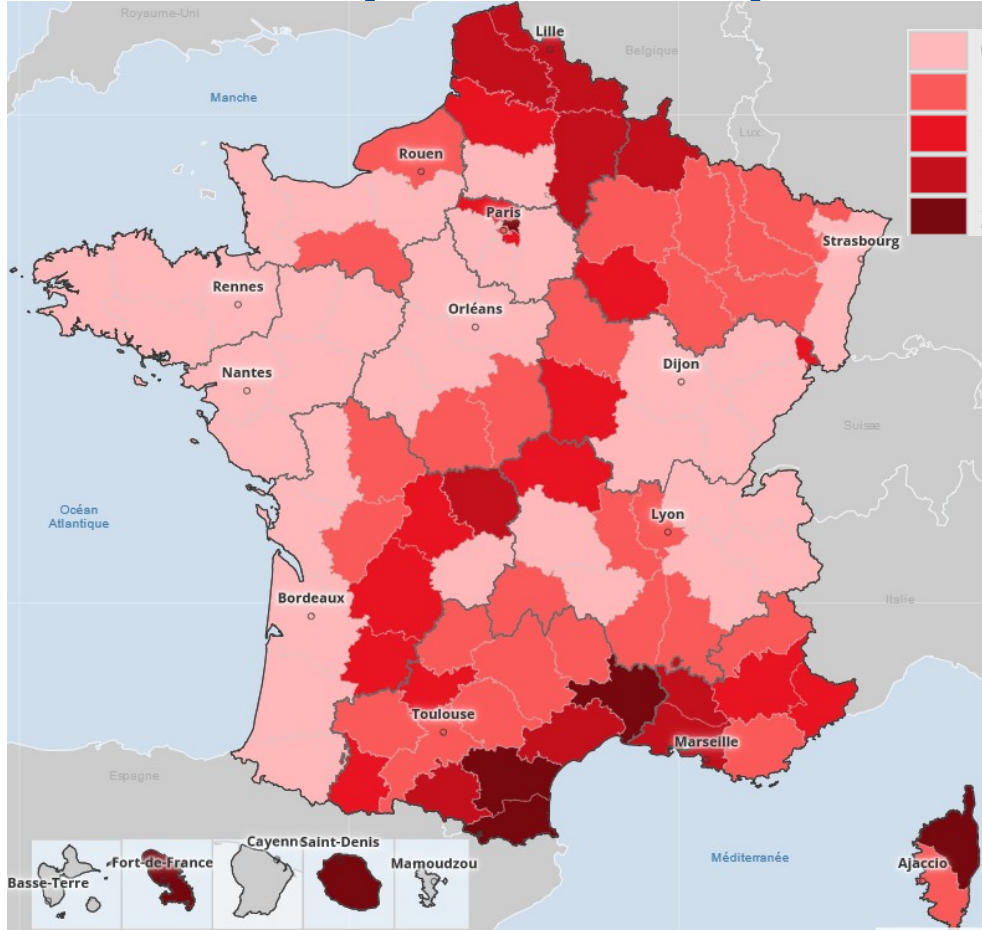 Royaume-Uni
Lille
Belgique
Manche
Lux
Rouen
Paris
Strasbourg
Rennes
Orléans
Nantes
Dijon
Suisse
Océan
Atlantique
Lyon
Bordeaux
Italie
Toulouse
Marseille
Espagne
Méditerranée
Ajaccio
Basse-Terre
Fort-de-France
Cayenn
Saint-Denis
Mamoudzou